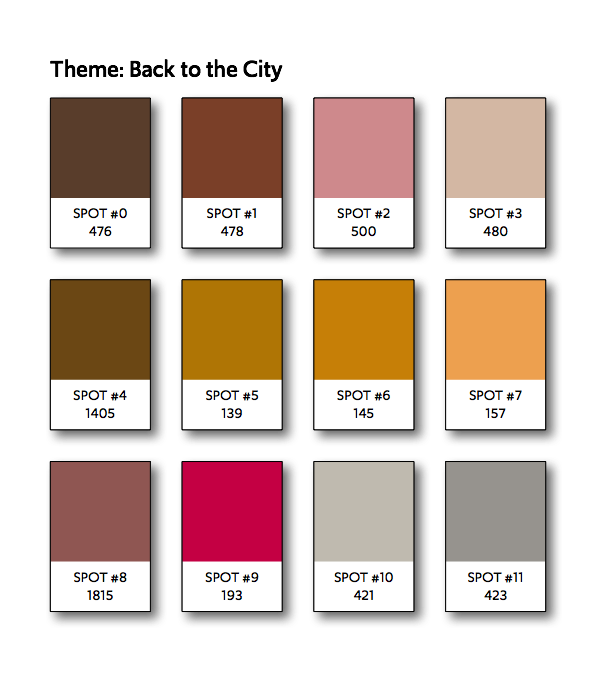 Theme: Back to the City
SPOT #0
476
SPOT #1
478
SPOT #2
500
SPOT #3
480
SPOT #4
1405
SPOT #5
139
SPOT #6
145
SPOT #7
157
SPOT #8
1815
SPOT #9
193
SPOT #10
421
SPOT #11
423